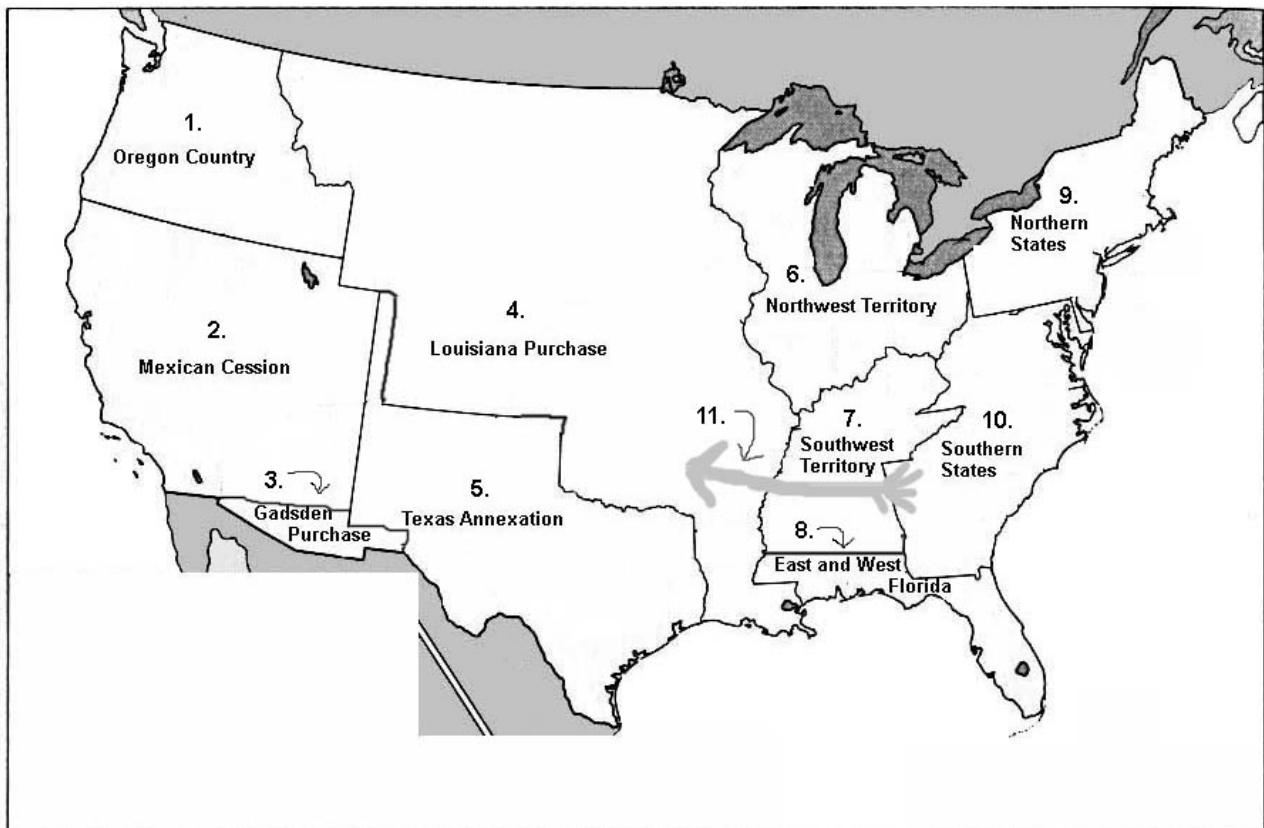 1.
Oregon Country
2.
Mexican Cession
3.
Gadsden
Purchase
4.
Louisiana Purchase
5.
Texas Annexation
6.
Northwest Territory
7.
Southwest
Territory
8.
East and West
Florida
9.
Northern
States
10.
Southern
States
11.